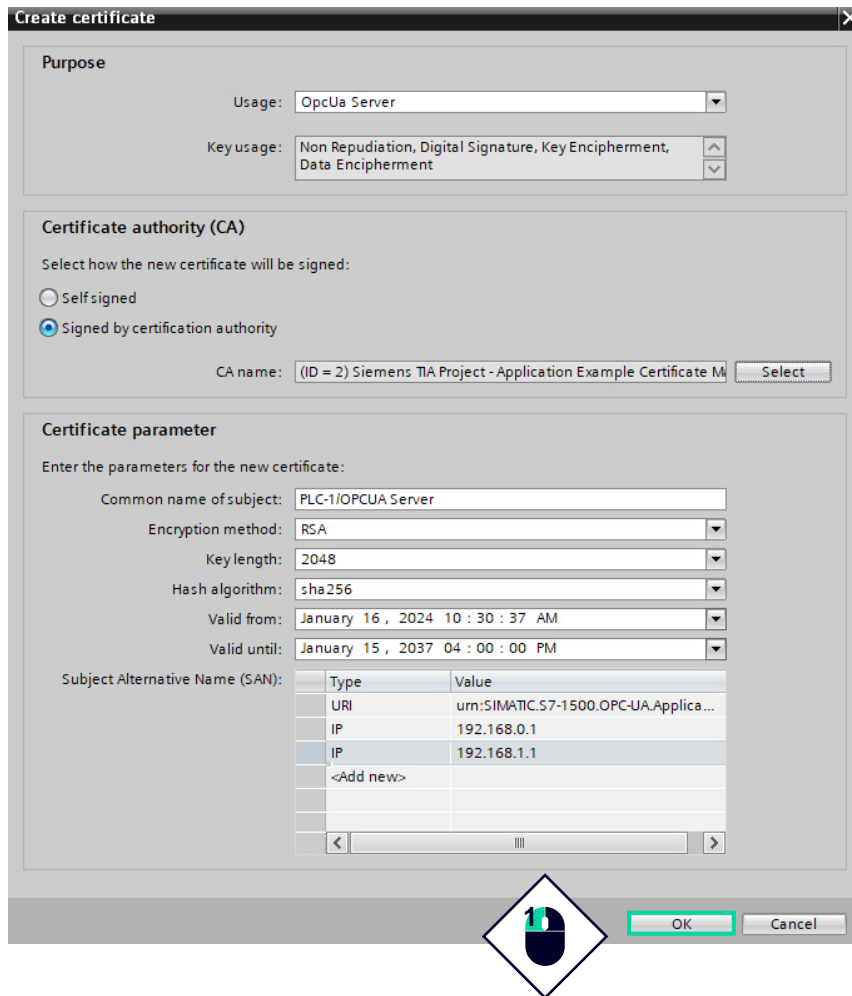 Create certificate
Purpose
Usage: OpcUa Server
Key usage: Non Repudiation, Digital Signature, Key Encipherment,
Data Encipherment
Certificate authority (CA)
Select how the new certificate will be signed:
Self signed
Signed by certification authority
CA name: (ID = 2) Siemens TIA Project - Application Example Certificate Select
Certificate parameter
Enter the parameters for the new certificate:
Common name of subject: PLC-1/OPCUA Server
Encryption method: RSA
Key length: 2048
Hash algorithm: sha256
Valid from: January 16 , 2024 10 : 30 : 37 AM
Valid until: January 15 , 2037 04 : 00 : 00 PM
Subject Alternative Name (SAN): Type Value
URI urn:SIMATIC.S7-1500.OPC-UA.Applica...
IP 192.168.0.1
IP 192.168.1.1
<Add new>
1
OK Cancel